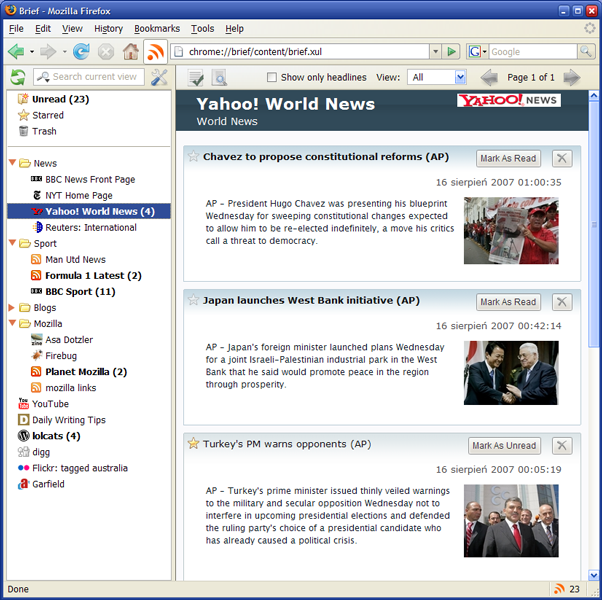 Brief - Mozilla Firefox
File Edit View History Bookmarks Tools Help
chrome://brief/content/brief.xul
G Google
Search current view
Show only headlines View: All Page 1 of 1
Unread (23)
Starred
Trash
News
BBC News Front Page
NYT Home Page
Yahoo! World News (4)
Reuters: International
Sport
Man Utd News
Formula 1 Latest (2)
BBC Sport (11)
Blogs
Mozilla
Asa Dotzler
Firebug
Planet Mozilla (2)
mozilla links
YouTube
Daily Writing Tips
lolcats (4)
digg
Flickr: tagged australia
Garfield
Yahoo! World News
World News
YAHOO! NEWS
Chavez to propose constitutional reforms (AP)
Mark As Read
16 sierpień 2007 01:00:35
AP - President Hugo Chavez was presenting his blueprint
Wednesday for sweeping constitutional changes expected
to allow him to be re-elected indefinitely, a move his critics
call a threat to democracy.
Japan launches West Bank initiative (AP)
Mark As Read
16 sierpień 2007 00:42:14
AP - Japan's foreign minister launched plans Wednesday
for a joint Israeli-Palestinian industrial park in the West
Bank that he said would promote peace in the region
through prosperity.
Turkey's PM warns opponents (AP)
Mark As Unread
16 sierpień 2007 00:05:19
AP - Turkey's prime minister issued thinly veiled warnings
to the military and secular opposition Wednesday not to
interfere in upcoming presidential elections and defended
the ruling party's choice of a presidential candidate who
has already caused a political crisis.
Done
23